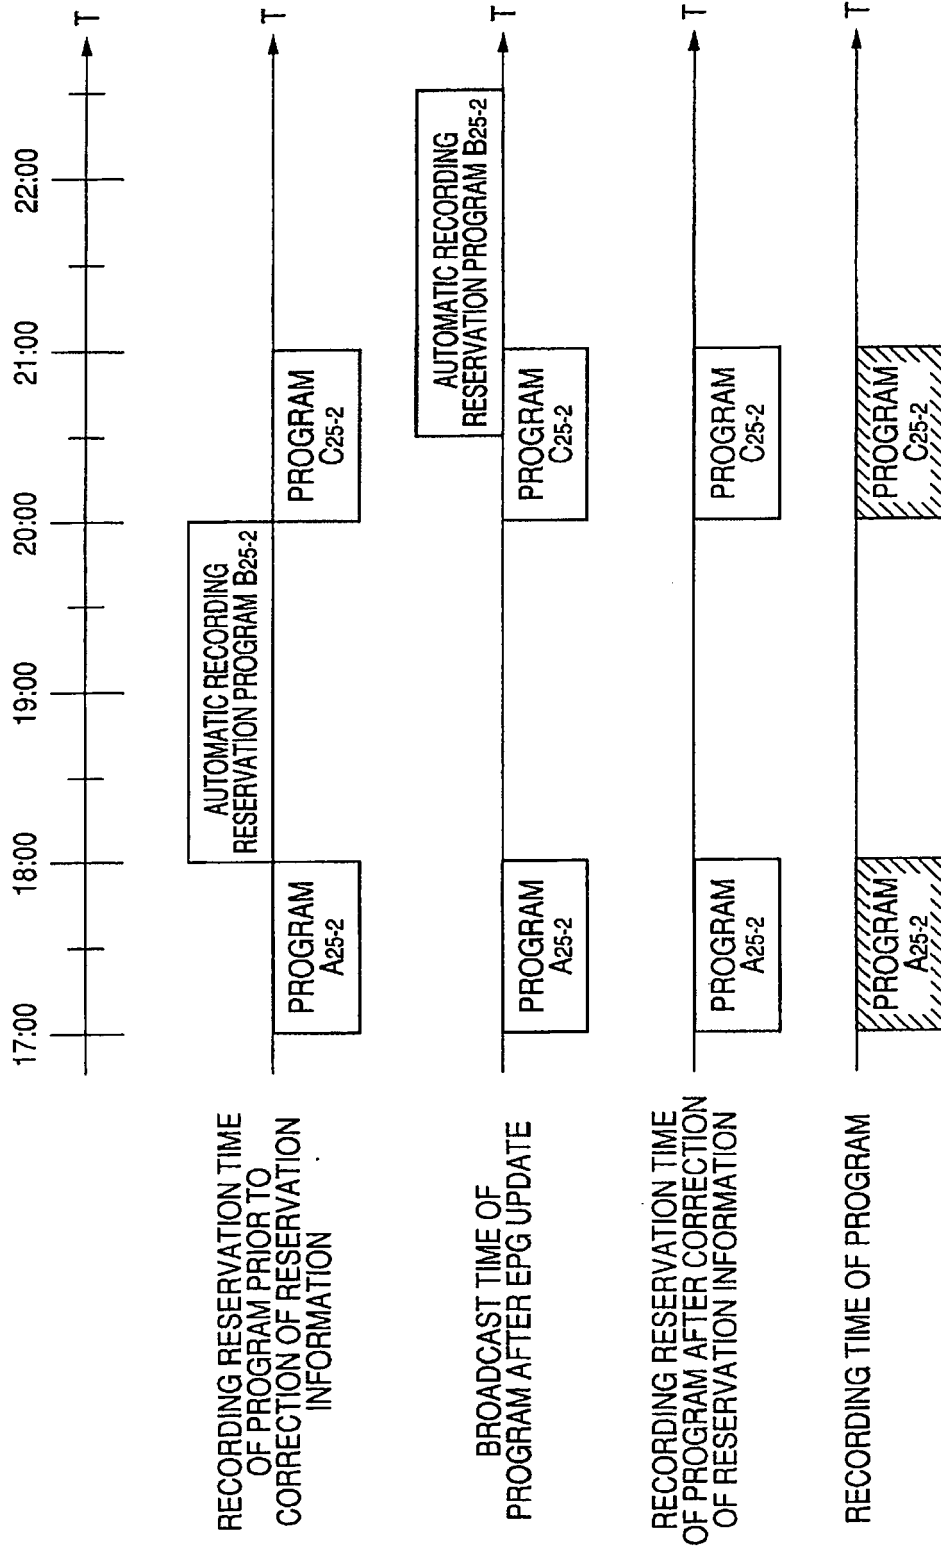 17:00 18:00 19:00 20:00 21:00 22:00 T
RECORDING RESERVATION TIME
OF PROGRAM PRIOR TO
CORRECTION OF RESERVATION
INFORMATION
AUTOMATIC RECORDING
RESERVATION PROGRAM B25-2
PROGRAM
A25-2
PROGRAM
C25-2
T
BROADCAST TIME OF
PROGRAM AFTER EPG UPDATE
AUTOMATIC RECORDING
RESERVATION PROGRAM B25-2
PROGRAM
A25-2
PROGRAM
C25-2
T
RECORDING RESERVATION TIME
OF PROGRAM AFTER CORRECTION
OF RESERVATION INFORMATION
PROGRAM
A25-2
PROGRAM
C25-2
T
RECORDING TIME OF PROGRAM
PROGRAM
A25-2
PROGRAM
C25-2
T